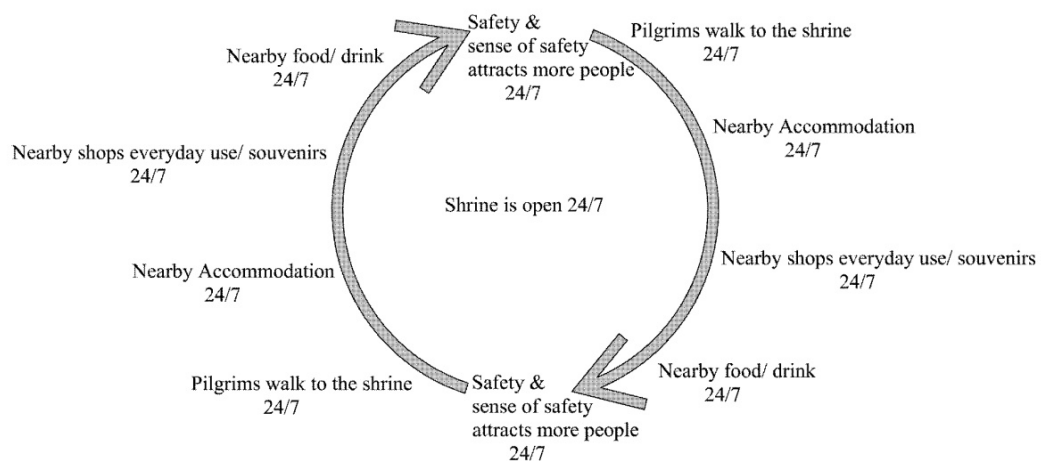 Safety &
sense of safety
attracts more people
24/7
Pilgrims walk to the shrine
24/7
Nearby Accommodation
24/7
Nearby shops everyday use/ souvenirs
24/7
Nearby food/ drink
24/7
Safety &
sense of safety
attracts more people
24/7
Pilgrims walk to the shrine
24/7
Nearby Accommodation
24/7
Nearby shops everyday use/ souvenirs
24/7
Nearby food/ drink
24/7
Shrine is open 24/7